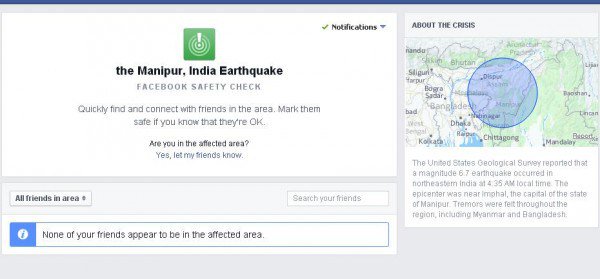 Notifications
the Manipur, India Earthquake
FACEBOOK SAFETY CHECK
Quickly find and connect with friends in the area. Mark them
safe if you know that they're OK.
Are you in the affected area?
Yes, let my friends know.
All friends in area
Search your friends
None of your friends appear to be in the affected area.
ABOUT THE CRISIS
Arunachal
Pradesh
Siliguri
Bhutan
Dispur
Bogra
Sadar
Meghalaya
Manipur
Bangladesh
Dhaka
Raipur
Kolkata
Chittagong
Mandalay
The United States Geological Survey reported that
a magnitude 6.7 earthquake occurred in
northeastern India at 4:35 AM local time. The
epicenter was near Imphal, the capital of the state
of Manipur. Tremors were felt throughout the
region, including Myanmar and Bangladesh.